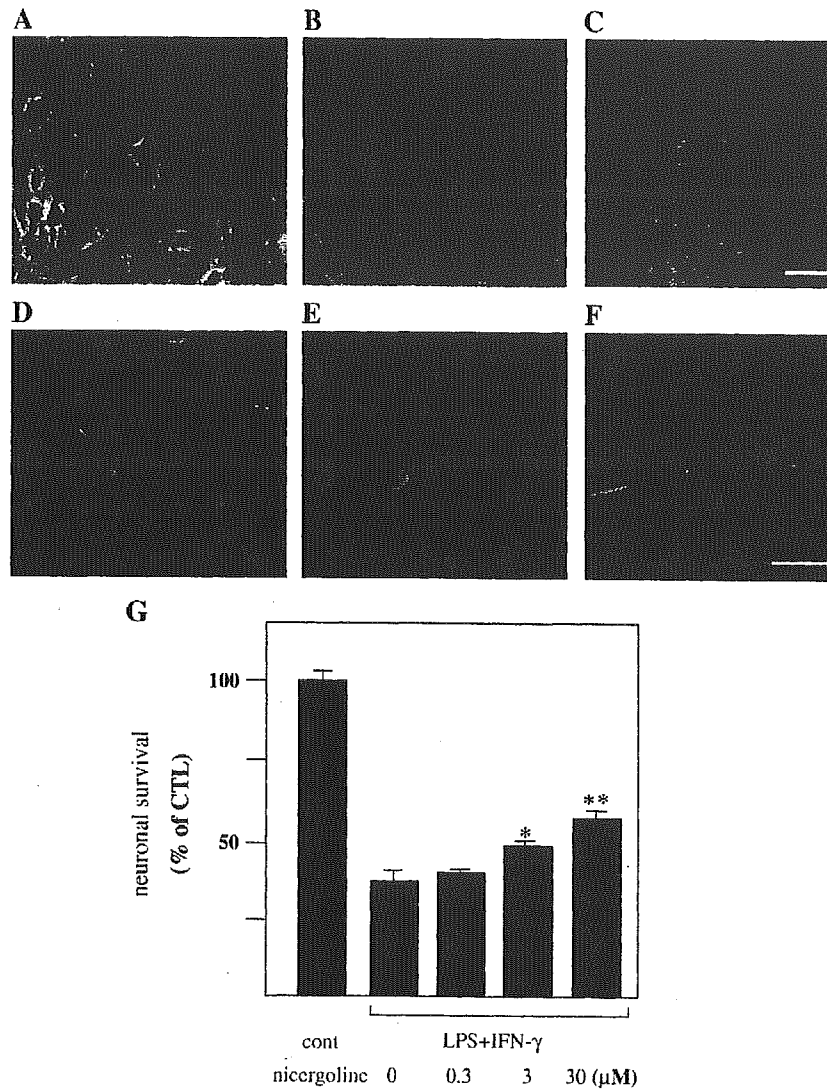 A B C
D E F
G
neuronal survival
(% of CTL)
100
50
*
**
cont LPS+IFN-γ
nicergoline 0 0.3 3 30 (μM)